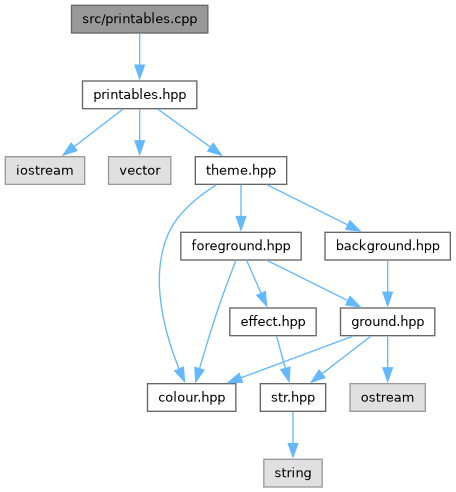 src/printables.cpp
printables.hpp
iostream
vector
theme.hpp
foreground.hpp
background.hpp
effect.hpp
ground.hpp
colour.hpp
str.hpp
ostream
string